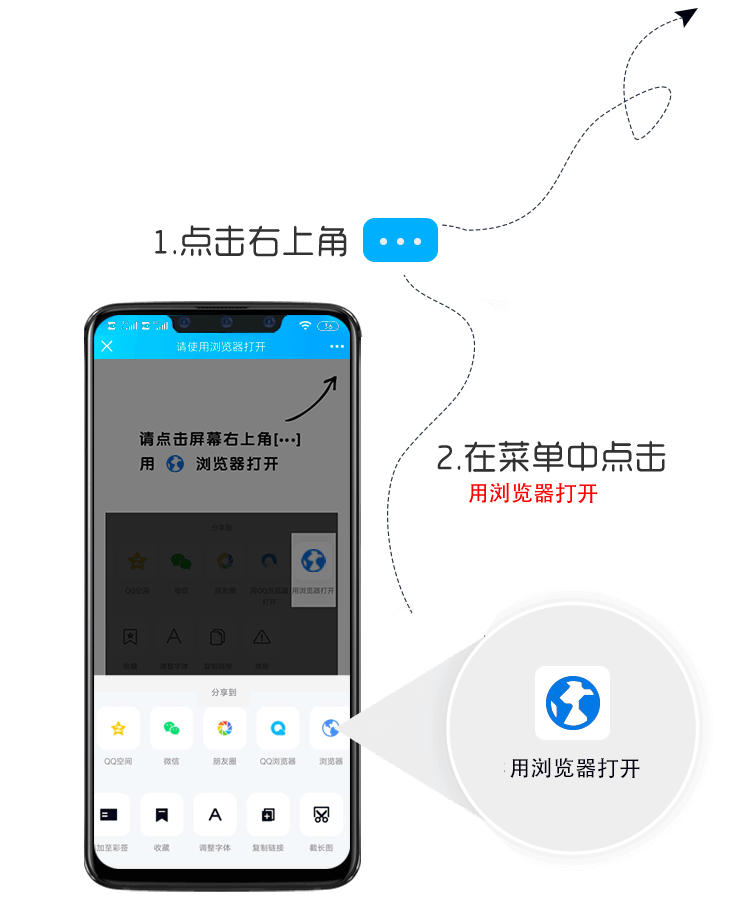 1.点击右上角
36
请使用浏览器打开
请点击屏幕右上角[•••]
用 浏览器打开
2.在菜单中点击
用浏览器打开
分享到
QQ空间 微信 朋友圈 用QQ浏览器 用浏览器打开
打开
收藏 调整字体 复制链接
分享到
QQ空间 微信 朋友圈 QQ浏览器 浏览器
用浏览器打开
加至彩签 收藏 调整字体 复制链接 截长图